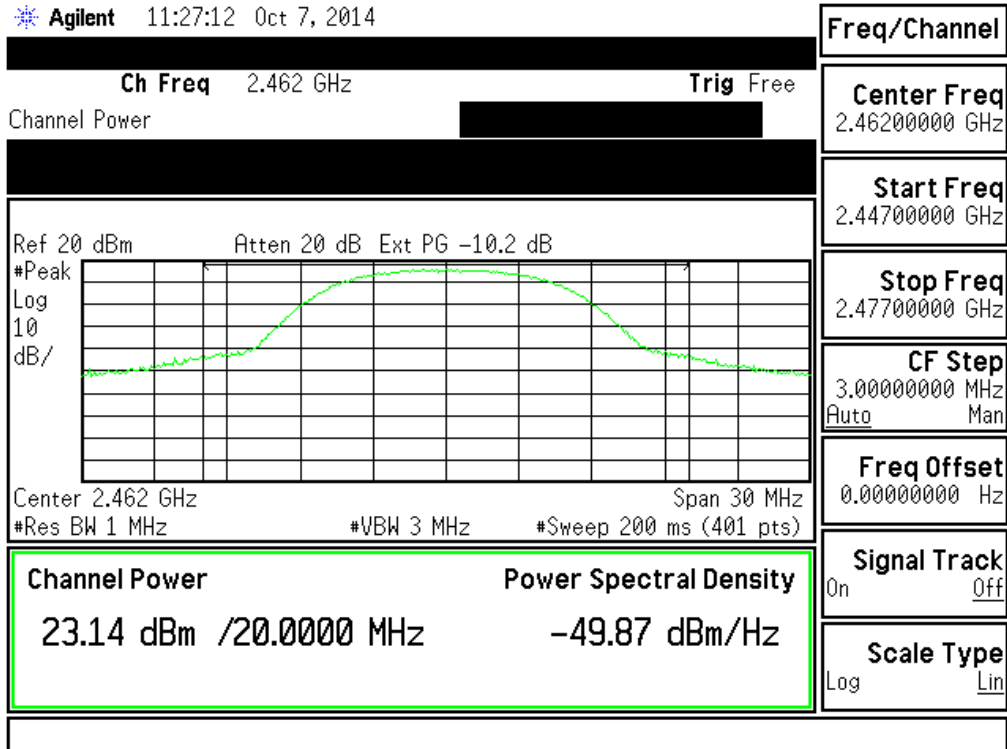 Agilent 11:27:12 Oct 7, 2014
Freq/Channel
Ch Freq 2.462 GHz Trig Free
Channel Power
Center Freq
2.46200000 GHz
Start Freq
2.44700000 GHz
Stop Freq
2.47700000 GHz
CF Step
3.00000000 MHz
Auto Man
Freq Offset
0.00000000 Hz
Signal Track
On Off
Scale Type
Log Lin
Ref 20 dBm Atten 20 dB Ext PG -10.2 dB
#Peak
Log
10
dB/
Center 2.462 GHz Span 30 MHz
#Res BW 1 MHz #VBW 3 MHz #Sweep 200 ms (401 pts)
Channel Power Power Spectral Density
23.14 dBm /20.0000 MHz -49.87 dBm/Hz